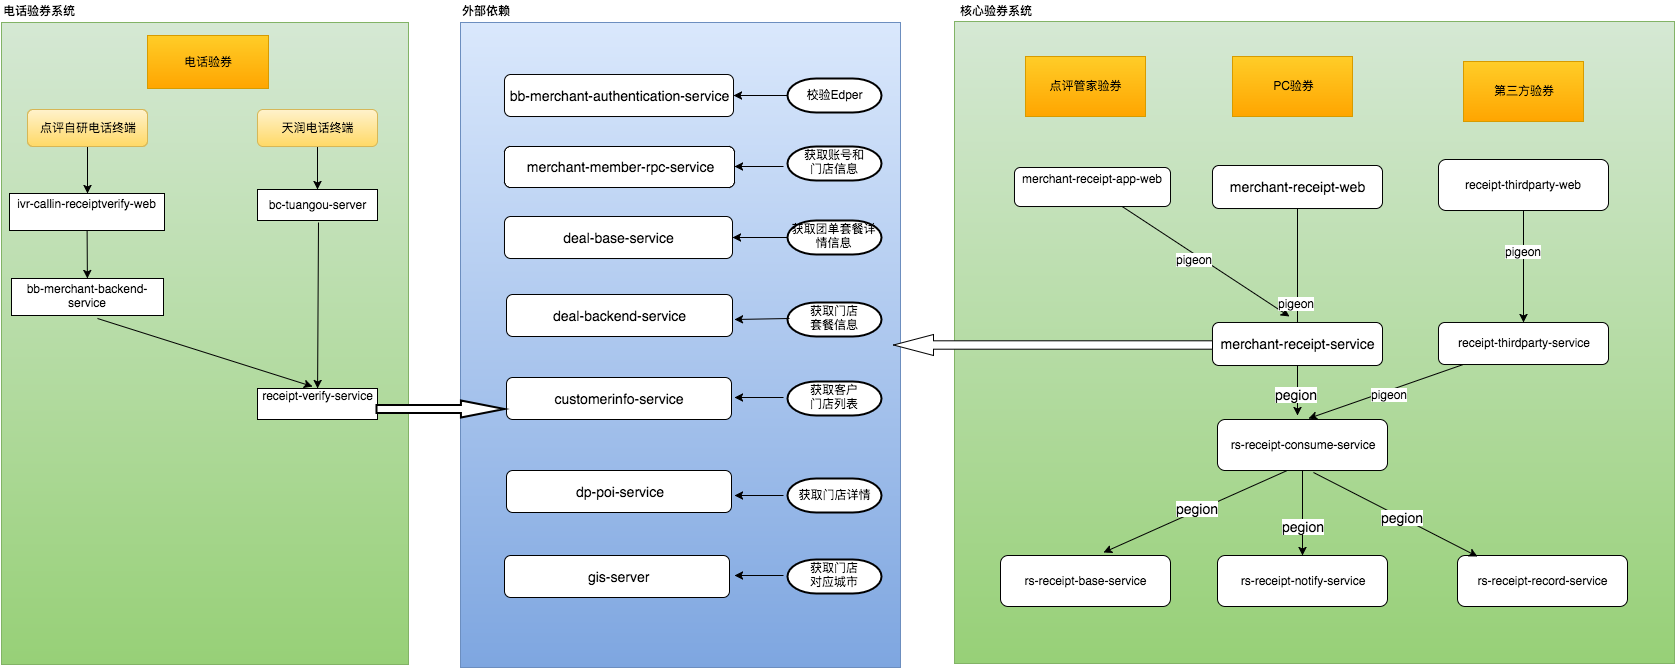 电话验券系统
电话验券
点评自研电话终端
天润电话终端
ivr-callin-receiptverify-web
bc-tuangou-server
bb-merchant-backend-
service
receipt-verify-service
外部依赖
bb-merchant-authentication-service
校验Edper
merchant-member-rpc-service
获取账号和
门店信息
deal-base-service
获取团单套餐详
情信息
deal-backend-service
获取门店
套餐信息
customerinfo-service
获取客户
门店列表
dp-poi-service
获取门店详情
gis-server
获取门店
对应城市
核心验券系统
点评管家验券
PC验券
第三方验券
merchant-receipt-app-web
merchant-receipt-web
receipt-thirdparty-web
pigeon
pigeon
pigeon
merchant-receipt-service
receipt-thirdparty-service
pegion
pigeon
rs-receipt-consume-service
pegion
pegion
pegion
rs-receipt-base-service
rs-receipt-notify-service
rs-receipt-record-service